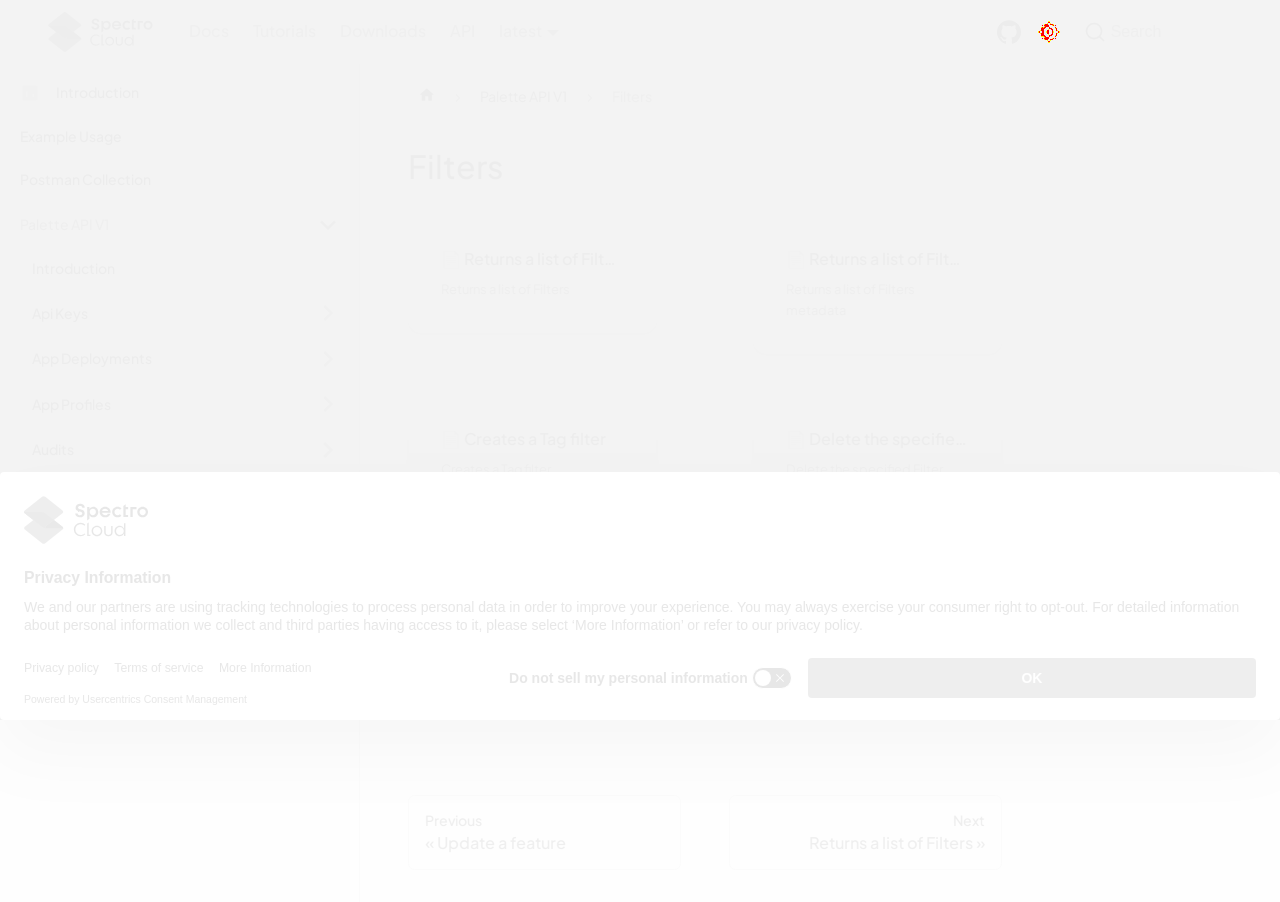 Spectro Cloud
Docs Tutorials Downloads API latest Search
Introduction
Example Usage
Postman Collection
Palette API V1
Introduction
Api Keys
App Deployments
App Profiles
Audits
Palette API V1 Filters
Filters
Returns a list of Filt...
Returns a list of Filters
Returns a list of Filt...
Returns a list of Filters
metadata
Creates a Tag filter
Creates a Tag filter
Delete the specifie...
Spectro
Cloud
Privacy Information
We and our partners are using tracking technologies to process personal data in order to improve your experience. You may always exercise your consumer right to opt-out. For detailed information
about personal information we collect and third parties having access to it, please select 'More Information' or refer to our privacy policy.
Privacy policy Terms of service More Information
Powered by Usercentrics Consent Management
Do not sell my personal information
OK
Previous
« Update a feature
Next
Returns a list of Filters »